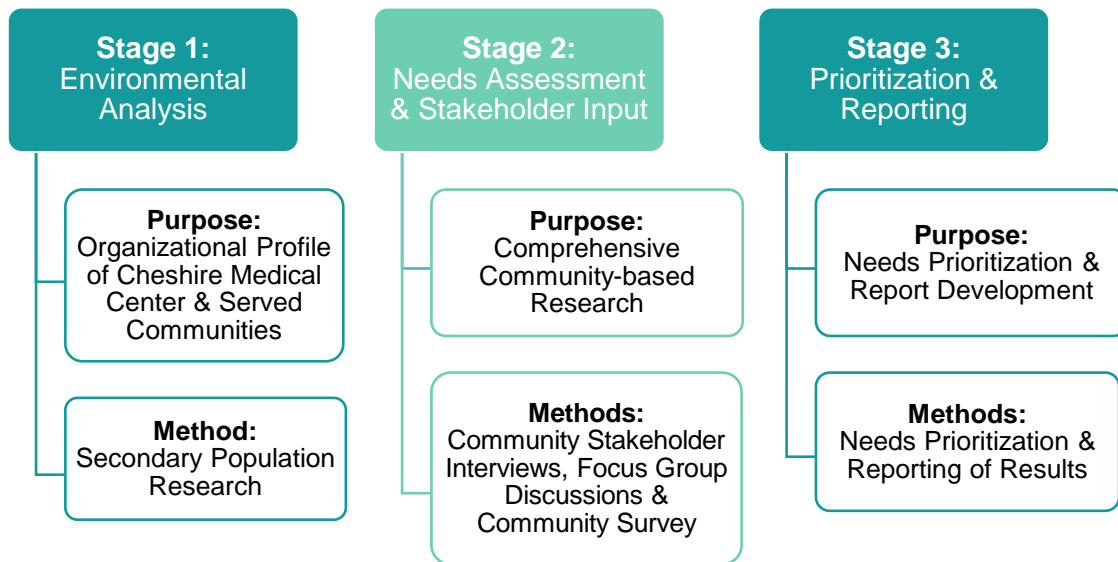 Stage 1:
Environmental
Analysis
Purpose:
Organizational Profile
of Cheshire Medical
Center & Served
Communities
Method:
Secondary Population
Research
Stage 2:
Needs Assessment
& Stakeholder Input
Purpose:
Comprehensive
Community-based
Research
Methods:
Community Stakeholder
Interviews, Focus Group
Discussions &
Community Survey
Stage 3:
Prioritization &
Reporting
Purpose:
Needs Prioritization &
Report Development
Methods:
Needs Prioritization &
Reporting of Results